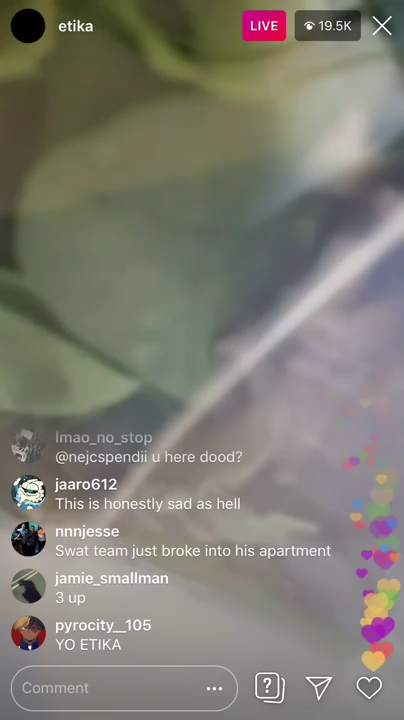 etika
LIVE
19.5K
lmao_no_stop
@nejcspendii u here dood?
jaaro612
This is honestly sad as hell
nnnjesse
Swat team just broke into his apartment
jamie_smallman
3 up
pyrocity__105
YO ETIKA
Comment